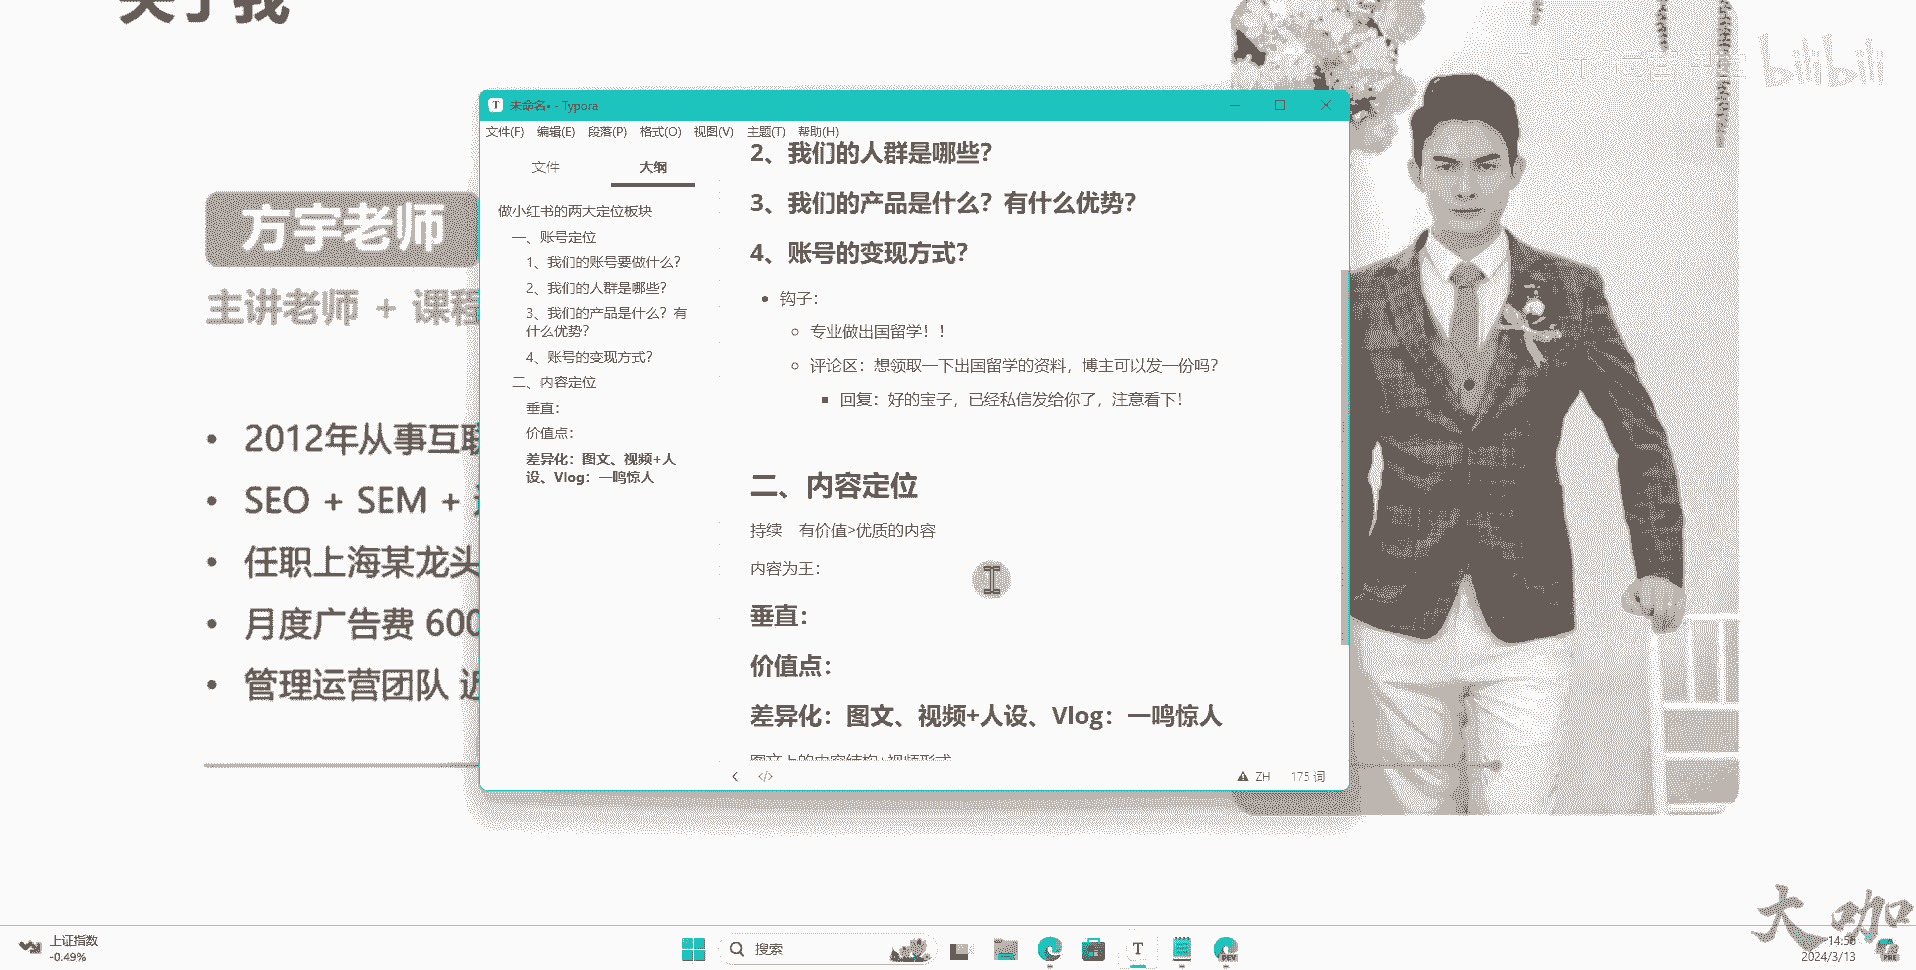 关于我
bilibili
未命名• - Typora
文件(F) 编辑(E) 段落(P) 格式(O) 视图(V) 主题(T) 帮助(H)
文件 大纲
做小红书的两大定位板块
一、账号定位
1、我们的账号要做什么？
2、我们的人群是哪些？
3、我们的产品是什么？有
什么优势？
4、账号的变现方式？
二、内容定位
垂直：
价值点：
差异化：图文、视频+人
设、Vlog：一鸣惊人
2、我们的人群是哪些？
3、我们的产品是什么？有什么优势？
4、账号的变现方式？
钩子：
专业做出国留学！！
评论区：想领取一下出国留学的资料，博主可以发一份吗？
回复：好的宝子，已经私信发给你了，注意看下！
二、内容定位
持续 有价值>优质的内容
内容为王：
垂直：
价值点：
差异化：图文、视频+人设、Vlog：一鸣惊人
图文上的内容结构+视频形式
ZH 175 词
方宇老师
主讲老师 + 课程
2012年从事互联
SEO + SEM +
任职上海某龙头
月度广告费 600
管理运营团队 近
大咖
上证指数
-0.49%
搜索
DEV
14:56
2024/3/13
PRE